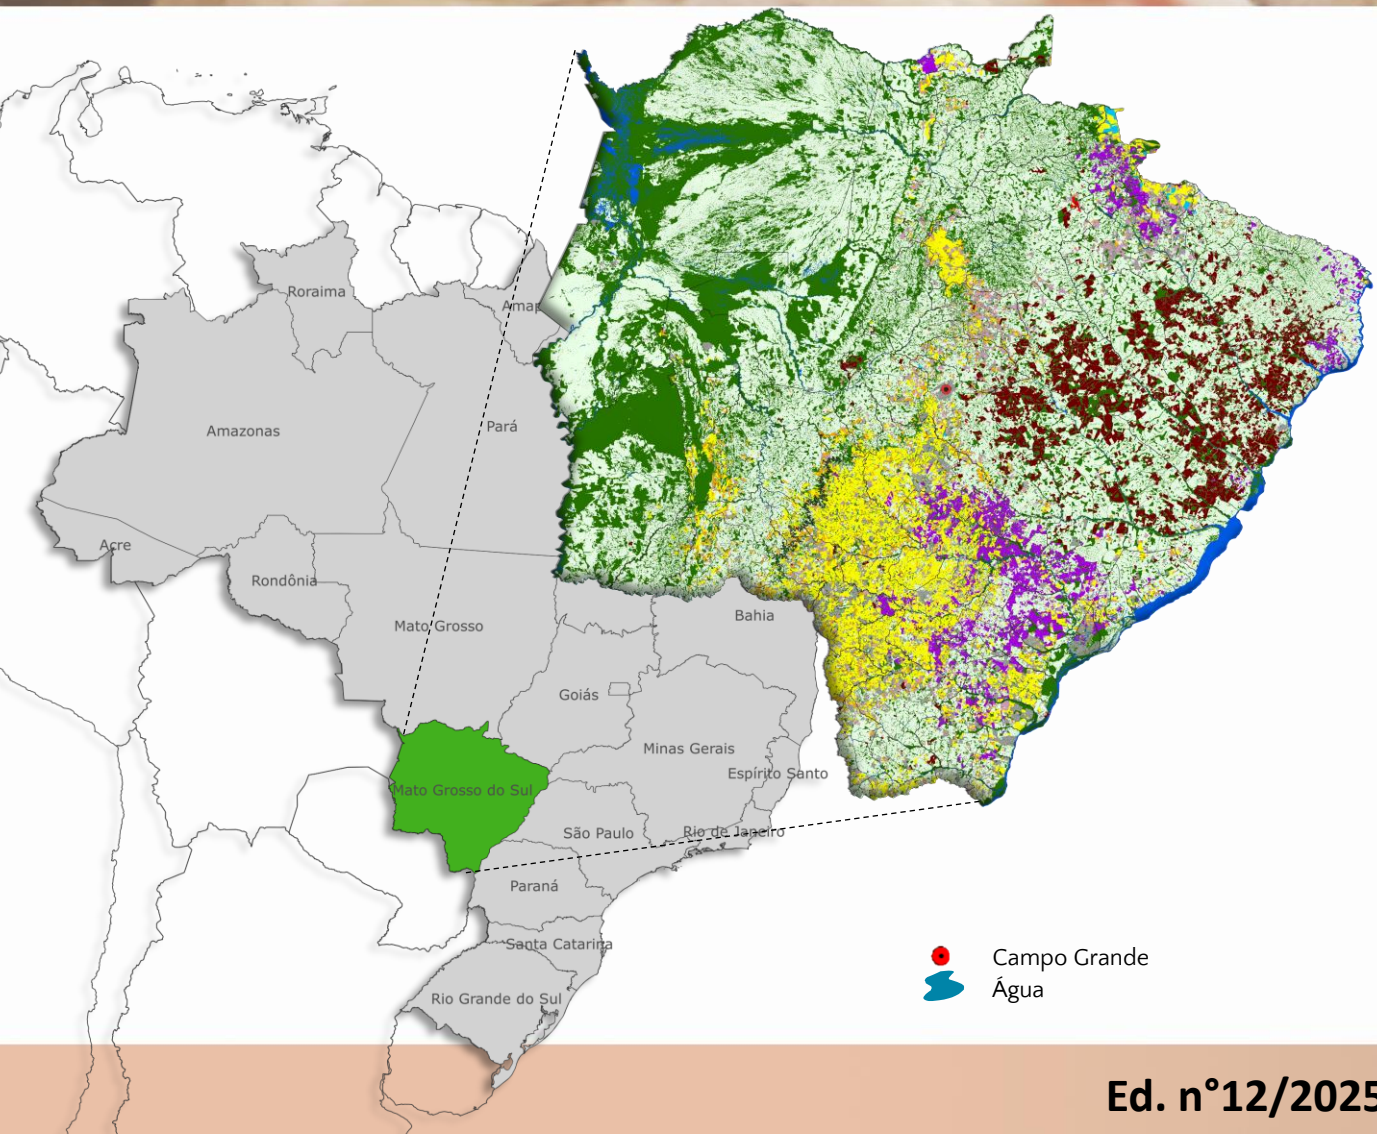 Roraima
Amap
Amazonas
Pará
Acre
Rondônia
Mato Grosso
Bahia
Goiás
Minas Gerais
Espírito Santo
Mato Grosso do Sul
São Paulo
Rio de Janeiro
Paraná
Santa Catarina
Rio Grande do Sul
Campo Grande
Água
Ed. n°12/2025